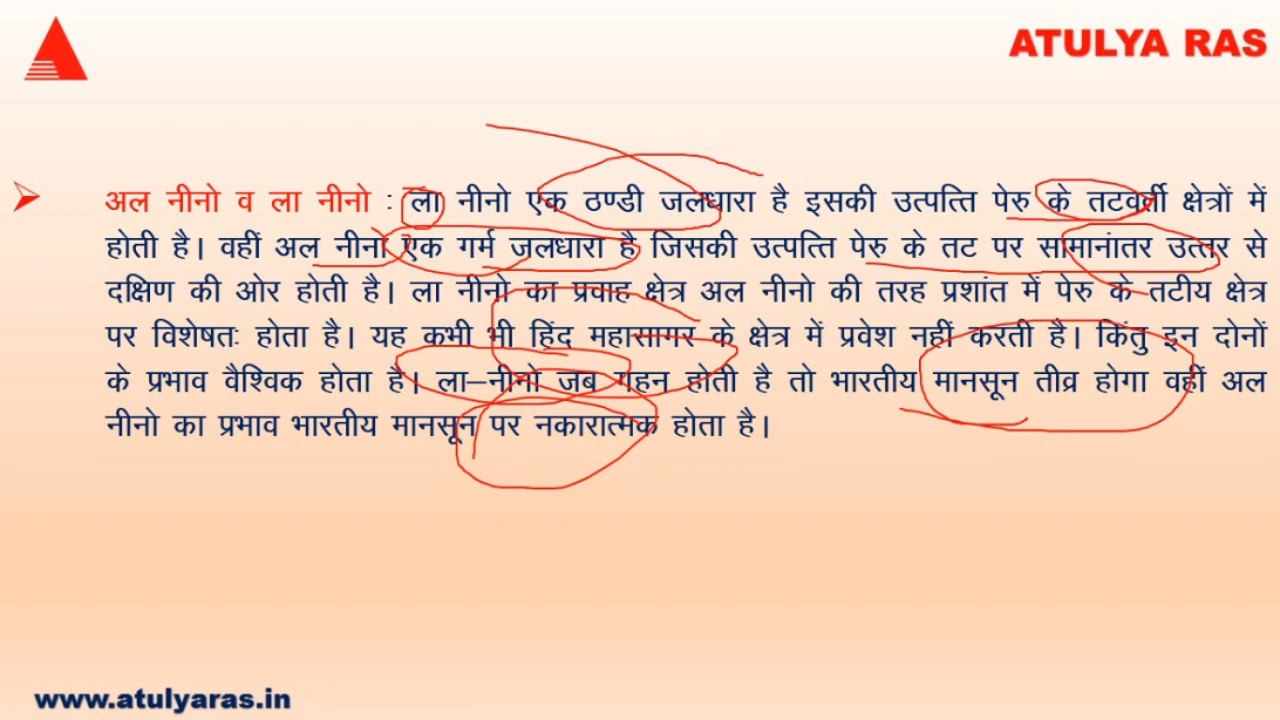 ATULYA RAS
अल नीनो व ला नीनो : ला नीनो एक ठण्डी जलधारा है इसकी उत्पत्ति पेरु के तटवर्ती क्षेत्रों में
होती है। वहीं अल नीनो एक गर्म जलधारा है जिसकी उत्पत्ति पेरु के तट पर सामानांतर उत्तर से
दक्षिण की ओर होती है। ला नीनो का प्रवाह क्षेत्र अल नीनो की तरह प्रशांत में पेरु के तटीय क्षेत्र
पर विशेषतः होता है। यह कभी भी हिंद महासागर के क्षेत्र में प्रवेश नहीं करती है। किंतु इन दोनों
के प्रभाव वैश्विक होता है। ला–नीनो जब गहन होती है तो भारतीय मानसून तीव्र होगा वहीं अल
नीनो का प्रभाव भारतीय मानसून पर नकारात्मक होता है।
www.atulyaras.in